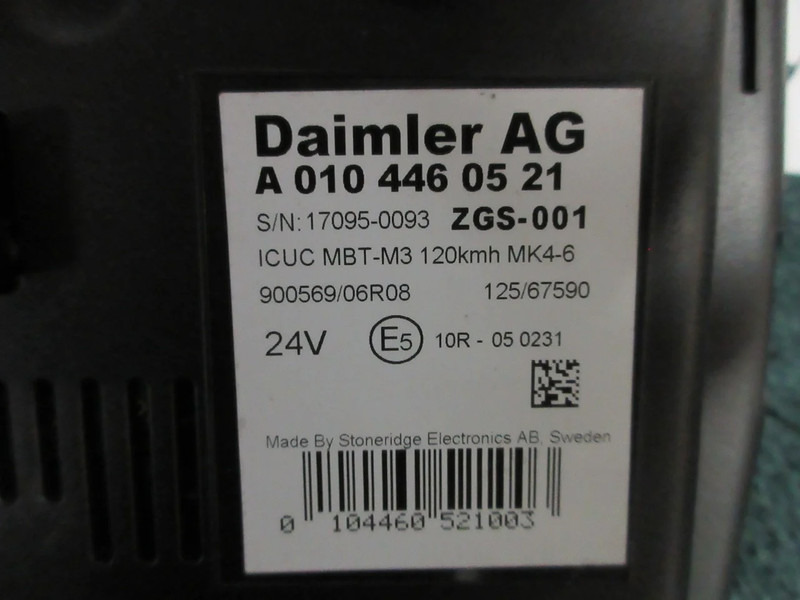 Daimler AG
A 010 446 05 21
S/N: 17095-0093 ZGS-001
ICUC MBT-M3 120kmh MK4-6
900569/06R08 125/67590
24V E5 10R - 05 0231
Made By Stoneridge Electronics AB, Sweden
0 104460 521003